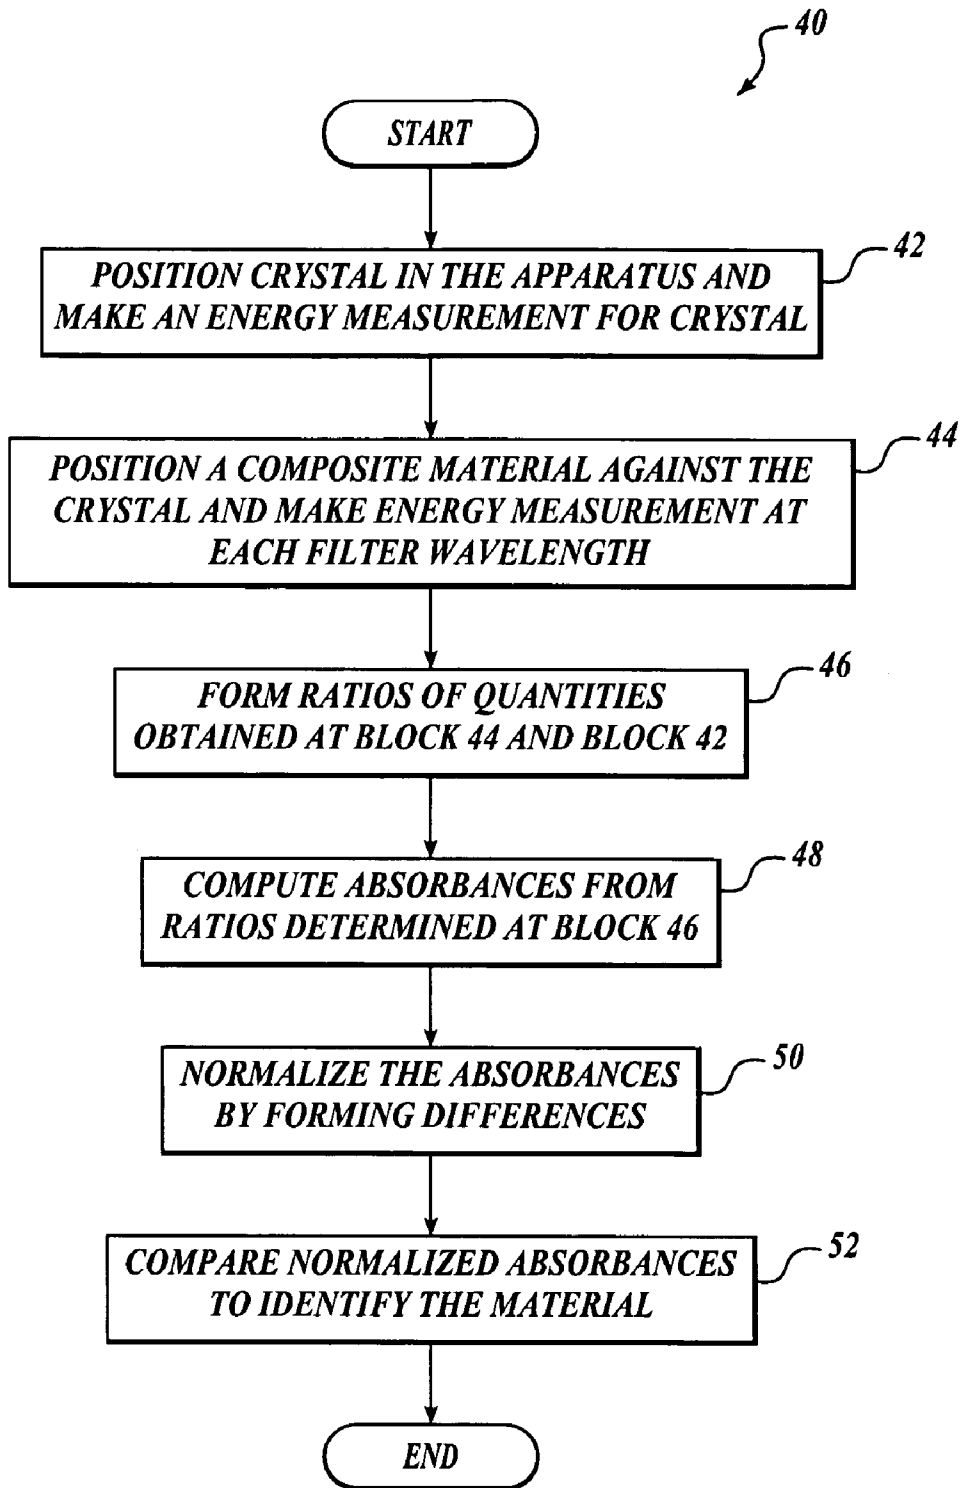 40
START
POSITION CRYSTAL IN THE APPARATUS AND
MAKE AN ENERGY MEASUREMENT FOR CRYSTAL
42
POSITION A COMPOSITE MATERIAL AGAINST THE
CRYSTAL AND MAKE ENERGY MEASUREMENT AT
EACH FILTER WAVELENGTH
44
FORM RATIOS OF QUANTITIES
OBTAINED AT BLOCK 44 AND BLOCK 42
46
COMPUTE ABSORBANCES FROM
RATIOS DETERMINED AT BLOCK 46
48
NORMALIZE THE ABSORBANCES
BY FORMING DIFFERENCES
50
COMPARE NORMALIZED ABSORBANCES
TO IDENTIFY THE MATERIAL
52
END